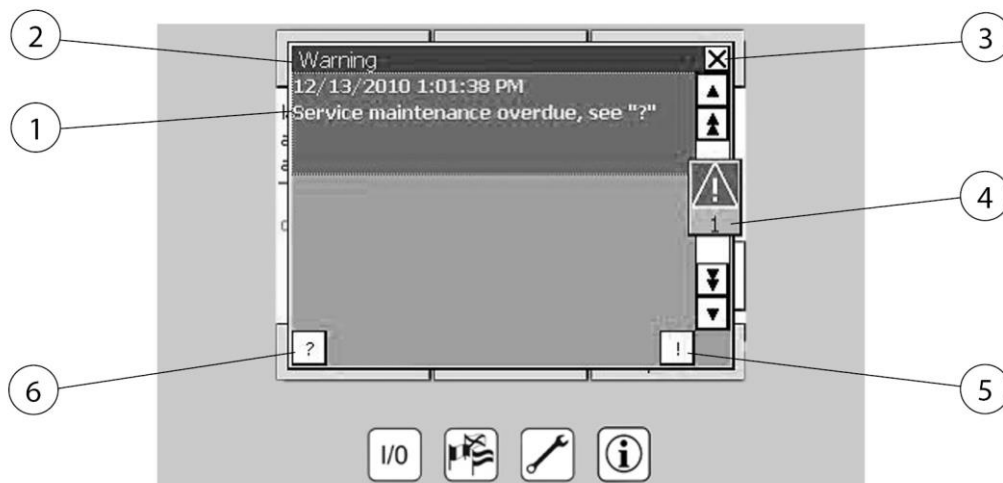 2
3
Warning
X
12/13/2010 1:01:38 PM
1
Service maintenance overdue, see "?"
!
4
1
?
!
6
5
I/0
i